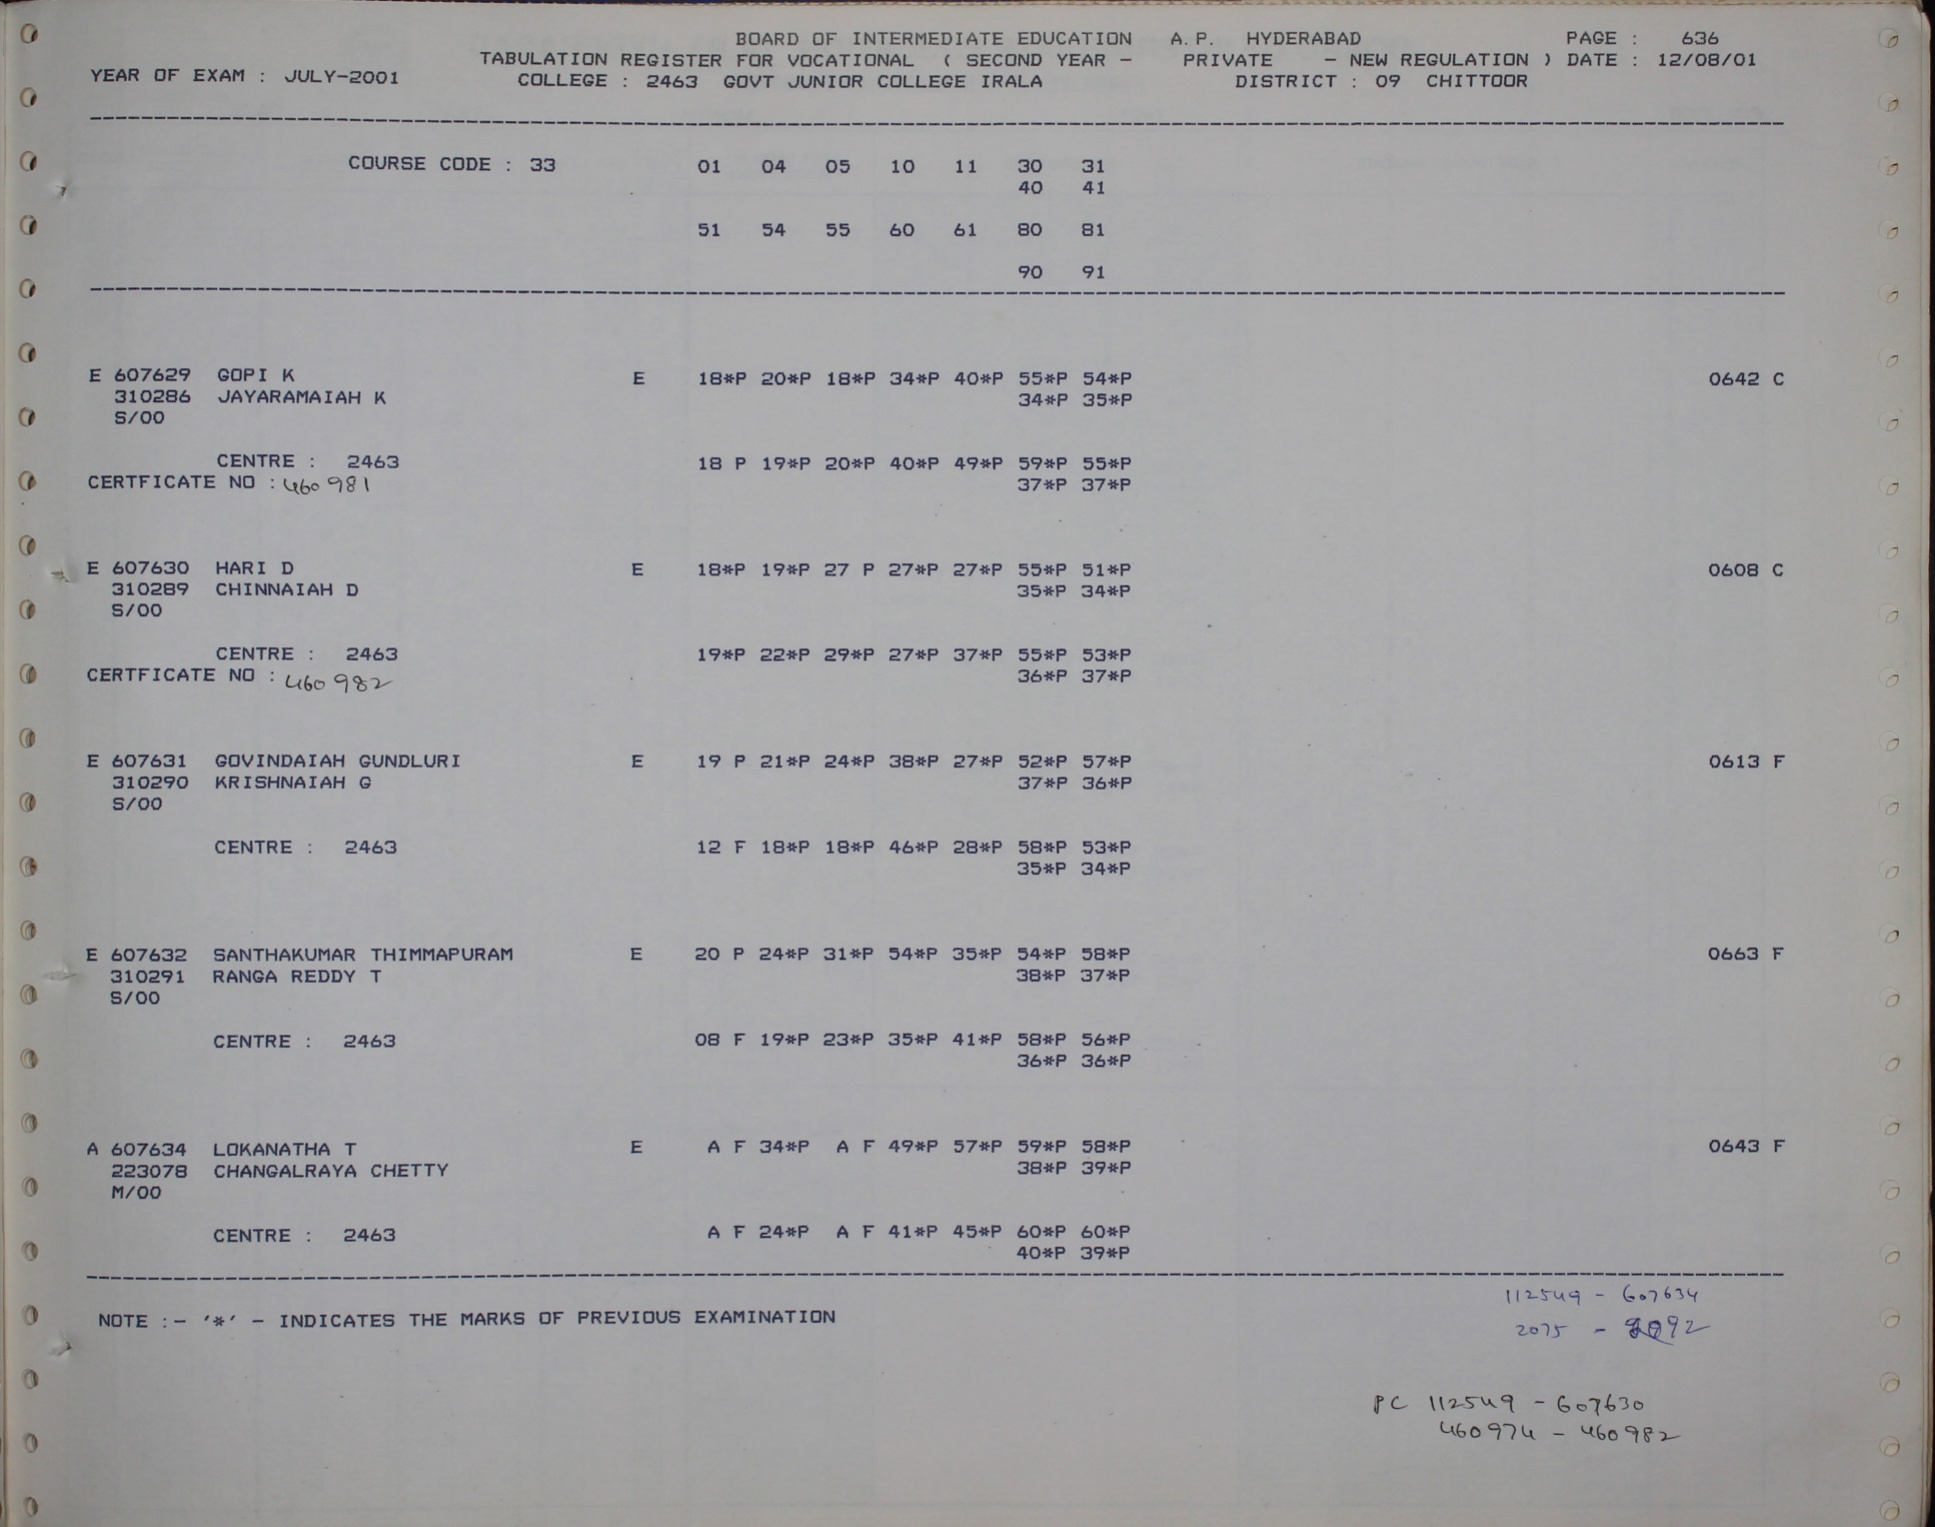 BOARD OF INTERMEDIATE EDUCATION A.P. HYDERABAD PAGE : 636
TABULATION REGISTER FOR VOCATIONAL ( SECOND YEAR - PRIVATE - NEW REGULATION ) DATE : 12/08/01
YEAR OF EXAM : JULY-2001 COLLEGE : 2463 GOVT JUNIOR COLLEGE IRALA DISTRICT : 09 CHITTOOR
COURSE CODE : 33 01 04 05 10 11 30 31
40 41
51 54 55 60 61 80 81
90 91
E 607629 GOPI K E 18*P 20*P 18*P 34*P 40*P 55*P 54*P 0642 C
310286 JAYARAMAIAH K 34*P 35*P
S/00
CENTRE : 2463 18 P 19*P 20*P 40*P 49*P 59*P 55*P
CERTFICATE NO : 460981 37*P 37*P
E 607630 HARI D E 18*P 19*P 27 P 27*P 27*P 55*P 51*P 0608 C
310289 CHINNAIAH D 35*P 34*P
S/00
CENTRE : 2463 19*P 22*P 29*P 27*P 37*P 55*P 53*P
CERTFICATE NO : 460982 36*P 37*P
E 607631 GOVINDAIAH GUNDLURI E 19 P 21*P 24*P 38*P 27*P 52*P 57*P 0613 F
310290 KRISHNAIAH G 37*P 36*P
S/00
CENTRE : 2463 12 F 18*P 18*P 46*P 28*P 58*P 53*P
35*P 34*P
E 607632 SANTHAKUMAR THIMMAPURAM E 20 P 24*P 31*P 54*P 35*P 54*P 58*P 0663 F
310291 RANGA REDDY T 38*P 37*P
S/00
CENTRE : 2463 08 F 19*P 23*P 35*P 41*P 58*P 56*P
36*P 36*P
A 607634 LOKANATHA T E A F 34*P A F 49*P 57*P 59*P 58*P 0643 F
223078 CHANGALRAYA CHETTY 38*P 39*P
M/00
CENTRE : 2463 A F 24*P A F 41*P 45*P 60*P 60*P
40*P 39*P
NOTE :- '*' - INDICATES THE MARKS OF PREVIOUS EXAMINATION
112549 - 607634
2075 -
PC 112549 - 607630
460974 - 460982